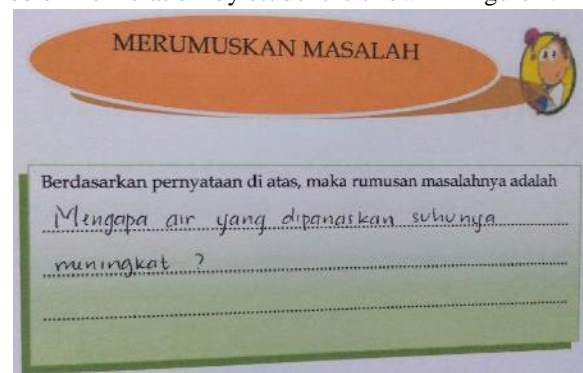 MERUMUSKAN MASALAH
Berdasarkan pernyataan di atas, maka rumusan masalahnya adalah
Mengapa air yang dipanaskan suhunya
meningkat ?